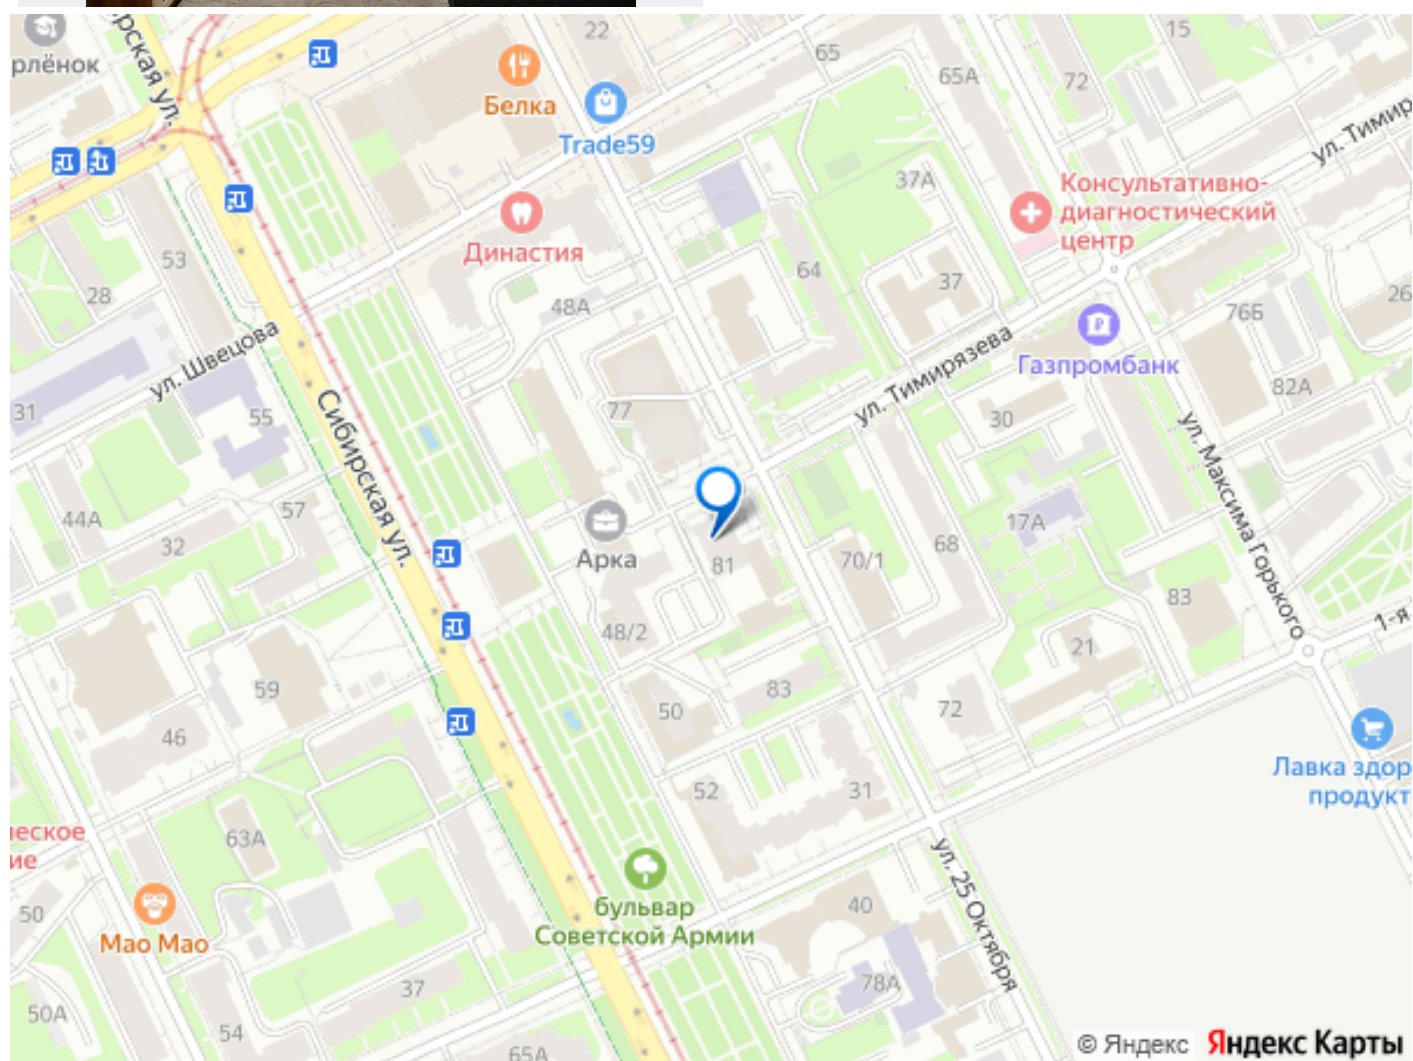 рлёнок
рская ул.
22
65
15
Белка
65А
72
Trade59
ул. Тимир
37А
Консультативно-
диагностический
центр
Династия
53
28
64
37
48А
76Б
26
ул. Швецова
ул. Тимирязева
Газпромбанк
82А
31
55
77
30
Сибирская ул.
ул. Максима Горького
44А
57
32
17А
Арка
81
70/1
68
83
48/2
1-я
21
59
83
50
72
46
52
31
Лавка здор
продукт
63А
ческое
ие
ул. 25 Октября
50
Мао Мао
бульвар
Советской Армии
40
37
78А
50А
54
65А
© Яндекс Яндекс Карты